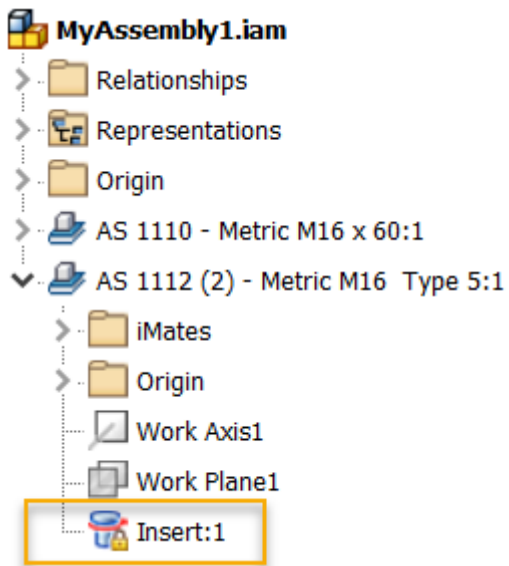 MyAssembly1.iam
Relationships
Representations
Origin
AS 1110 - Metric M16 x 60:1
AS 1112 (2) - Metric M16  Type 5:1
iMates
Origin
Work Axis1
Work Plane1
Insert:1